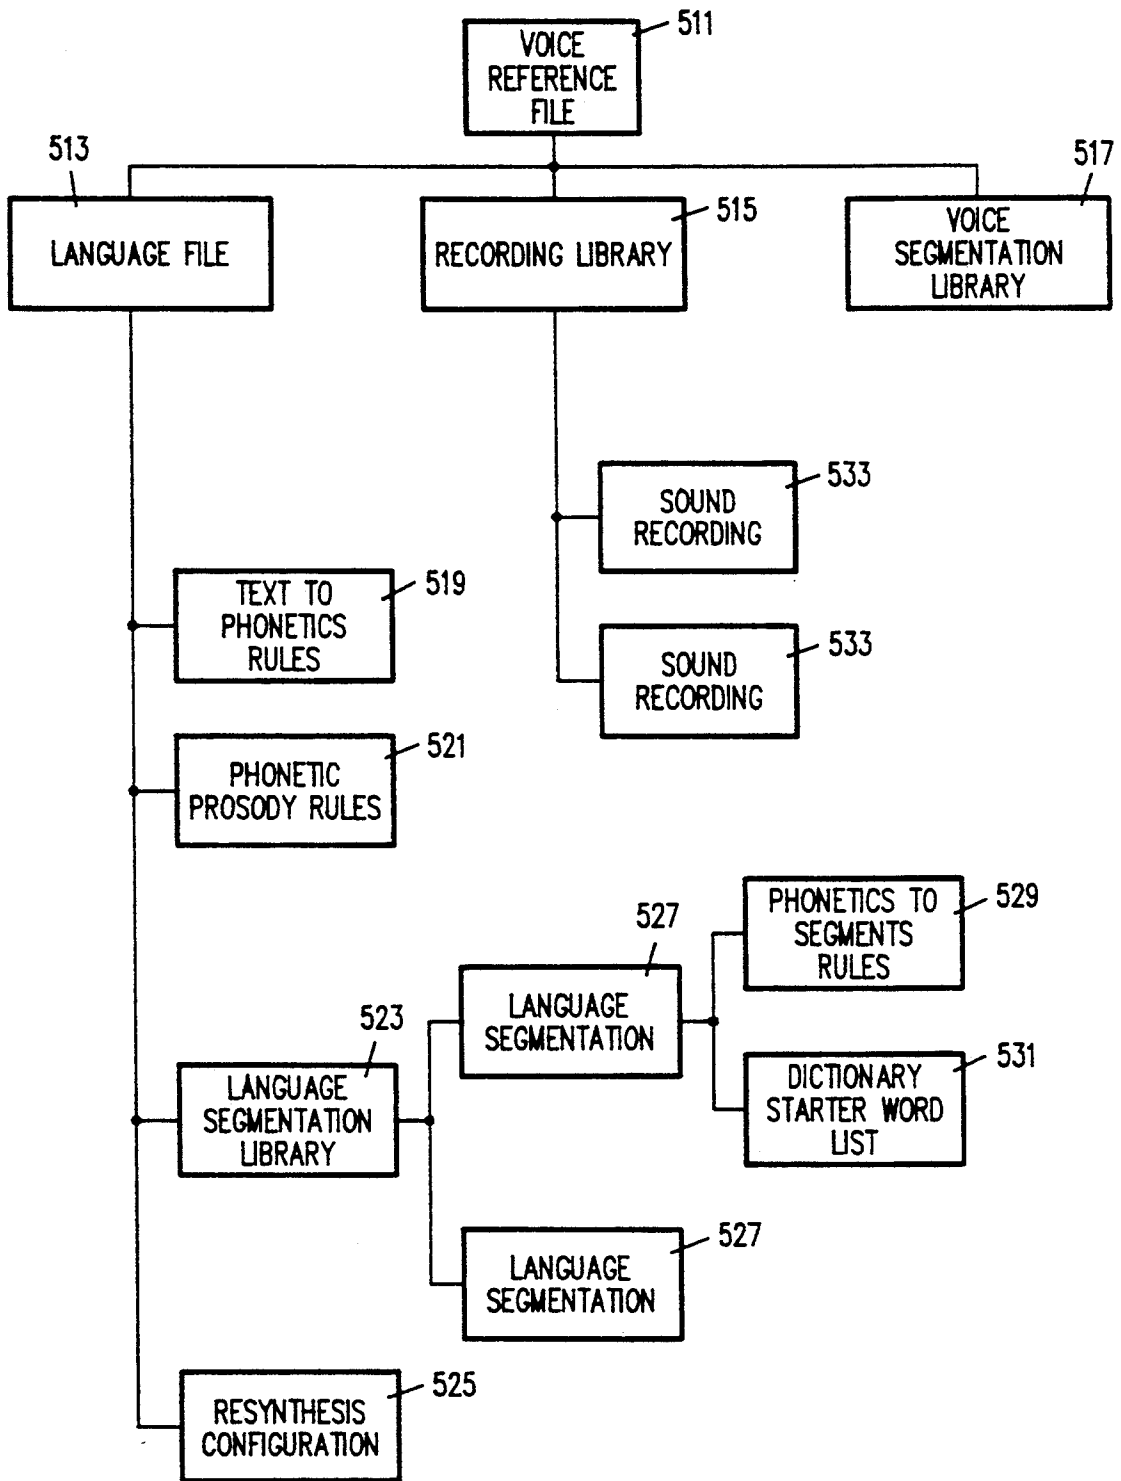 511
VOICE
REFERENCE
FILE
513
LANGUAGE FILE
515
RECORDING LIBRARY
517
VOICE
SEGMENTATION
LIBRARY
533
SOUND
RECORDING
519
TEXT TO
PHONETICS
RULES
533
SOUND
RECORDING
521
PHONETIC
PROSODY RULES
529
PHONETICS TO
SEGMENTS
RULES
527
LANGUAGE
SEGMENTATION
523
LANGUAGE
SEGMENTATION
LIBRARY
531
DICTIONARY
STARTER WORD
LIST
527
LANGUAGE
SEGMENTATION
525
RESYNTHESIS
CONFIGURATION